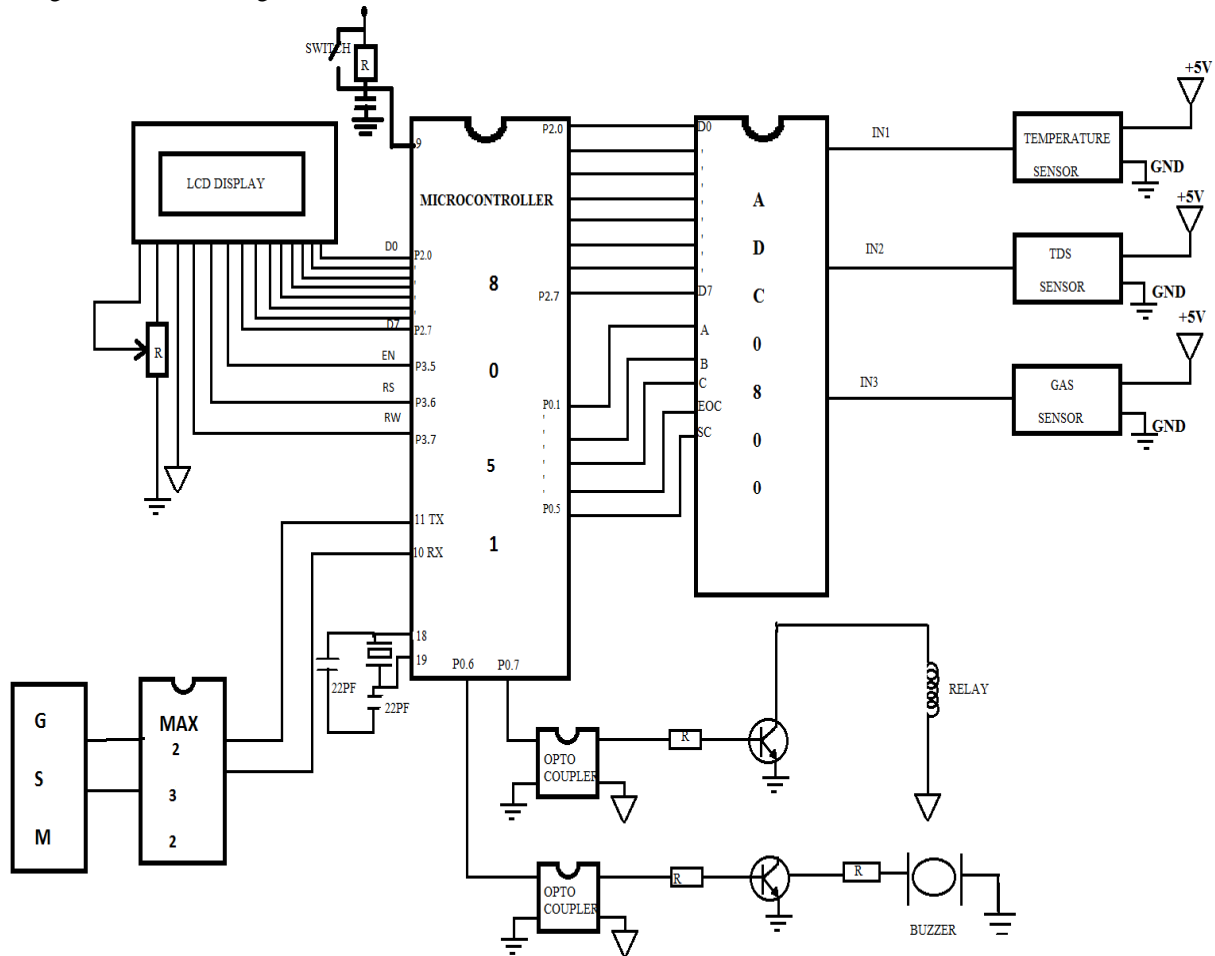 SWITCH
R
+5V
9
P2.0
D0
IN1
TEMPERATURE
SENSOR
GND
LCD DISPLAY
MICROCONTROLLER
8
0
5
1
A
D
C
0
8
0
0
+5V
D0
P2.0
D7
P2.7
P2.7
D7
IN2
TDS
SENSOR
GND
+5V
R
EN
P3.5
RS
P3.6
RW
P3.7
A
B
C
EOC
SC
P0.1
P0.5
IN3
GAS
SENSOR
GND
11 TX
10 RX
18
19
22PF
22PF
P0.6
P0.7
G
S
M
MAX
2
3
2
OPTO
COUPLER
R
RELAY
OPTO
COUPLER
R
R
BUZZER